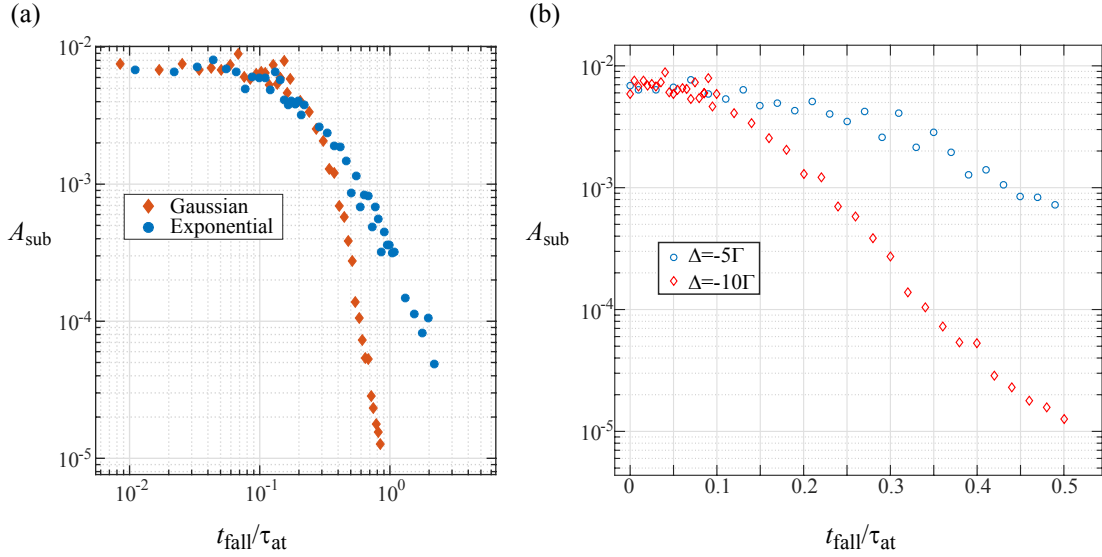 (a)
10⁻²
10⁻³
10⁻⁴
10⁻⁵
A_sub
Gaussian
Exponential
10⁻² 10⁻¹ 10⁰
t_fall/τ_at
(b)
10⁻²
10⁻³
10⁻⁴
10⁻⁵
A_sub
Δ=-5Γ
Δ=-10Γ
0 0.1 0.2 0.3 0.4 0.5
t_fall/τ_at